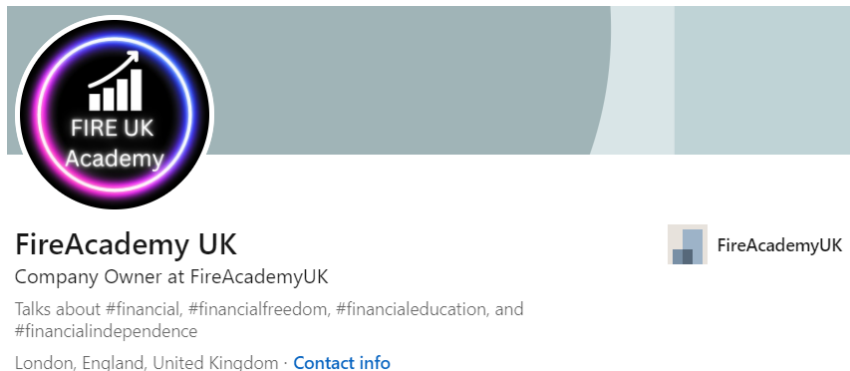 FIRE UK
Academy
FireAcademy UK
FireAcademyUK
Company Owner at FireAcademyUK
Talks about #financial, #financialfreedom, #financialeducation, and
#financialindependence
London, England, United Kingdom · Contact info